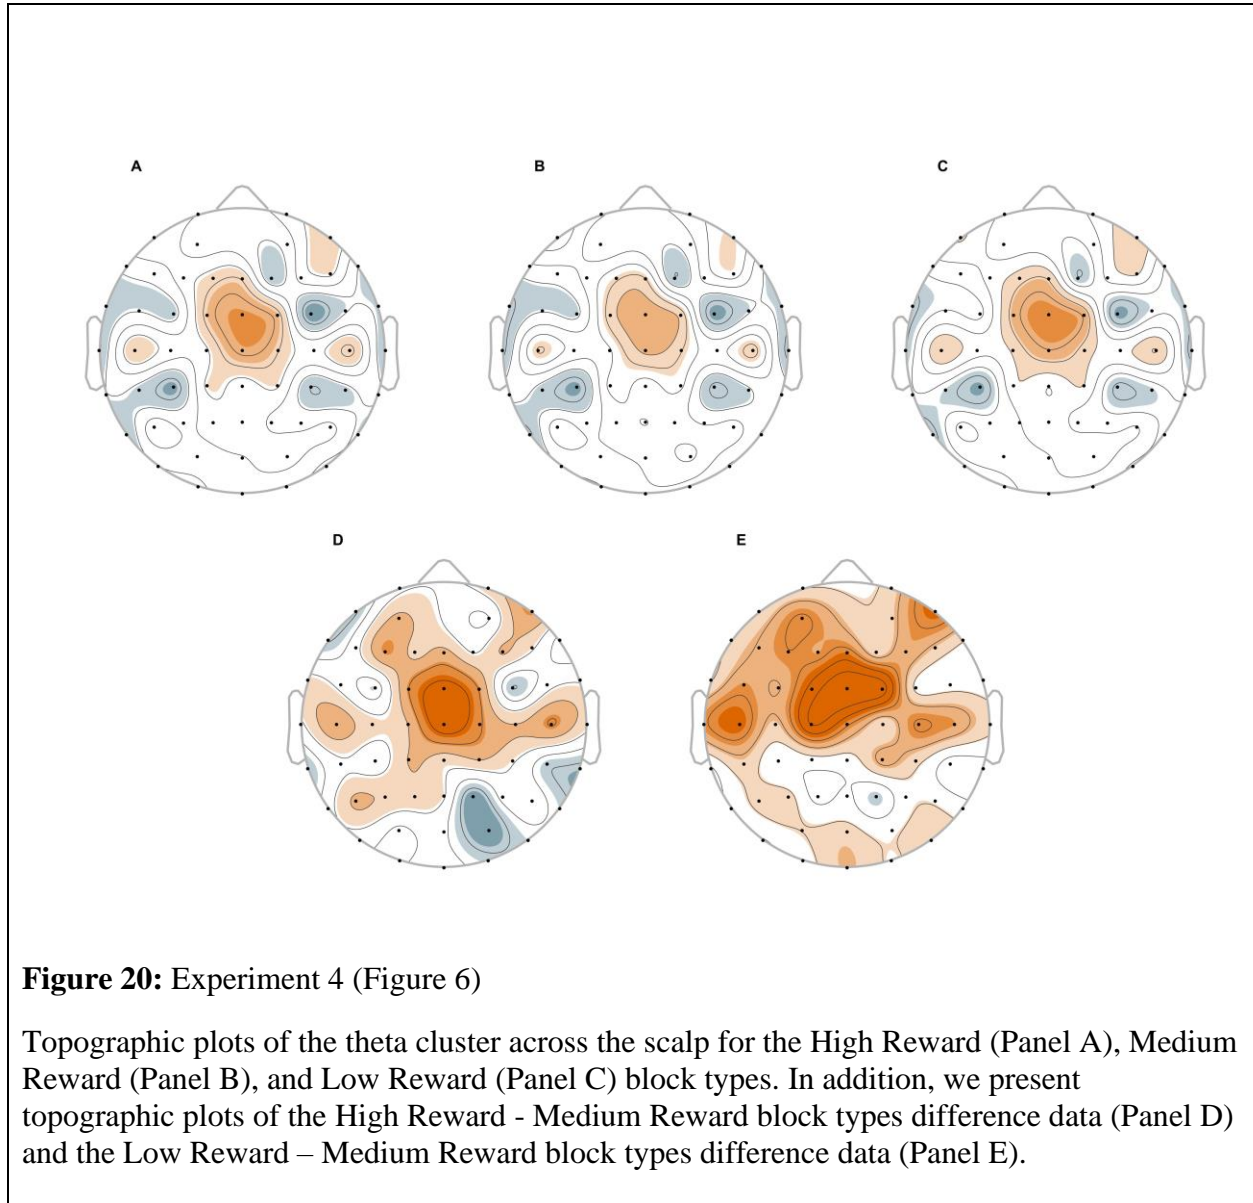 A
B
C
D
E
Figure 20: Experiment 4 (Figure 6)
Topographic plots of the theta cluster across the scalp for the High Reward (Panel A), Medium
Reward (Panel B), and Low Reward (Panel C) block types. In addition, we present
topographic plots of the High Reward - Medium Reward block types difference data (Panel D)
and the Low Reward – Medium Reward block types difference data (Panel E).